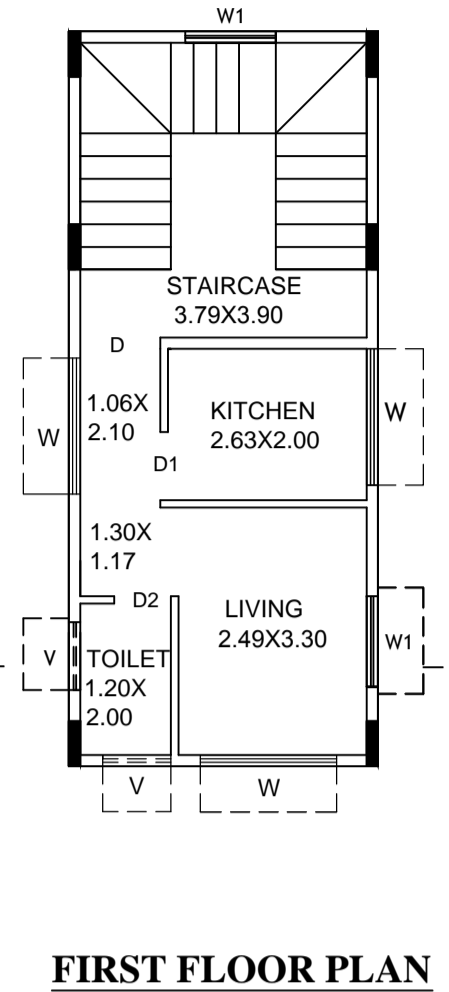 W1
STAIRCASE
3.79X3.90
D
1.06X
2.10
W
KITCHEN
2.63X2.00
W
D1
1.30X
1.17
D2
LIVING
2.49X3.30
W1
V
TOILET
1.20X
2.00
V
W
FIRST FLOOR PLAN